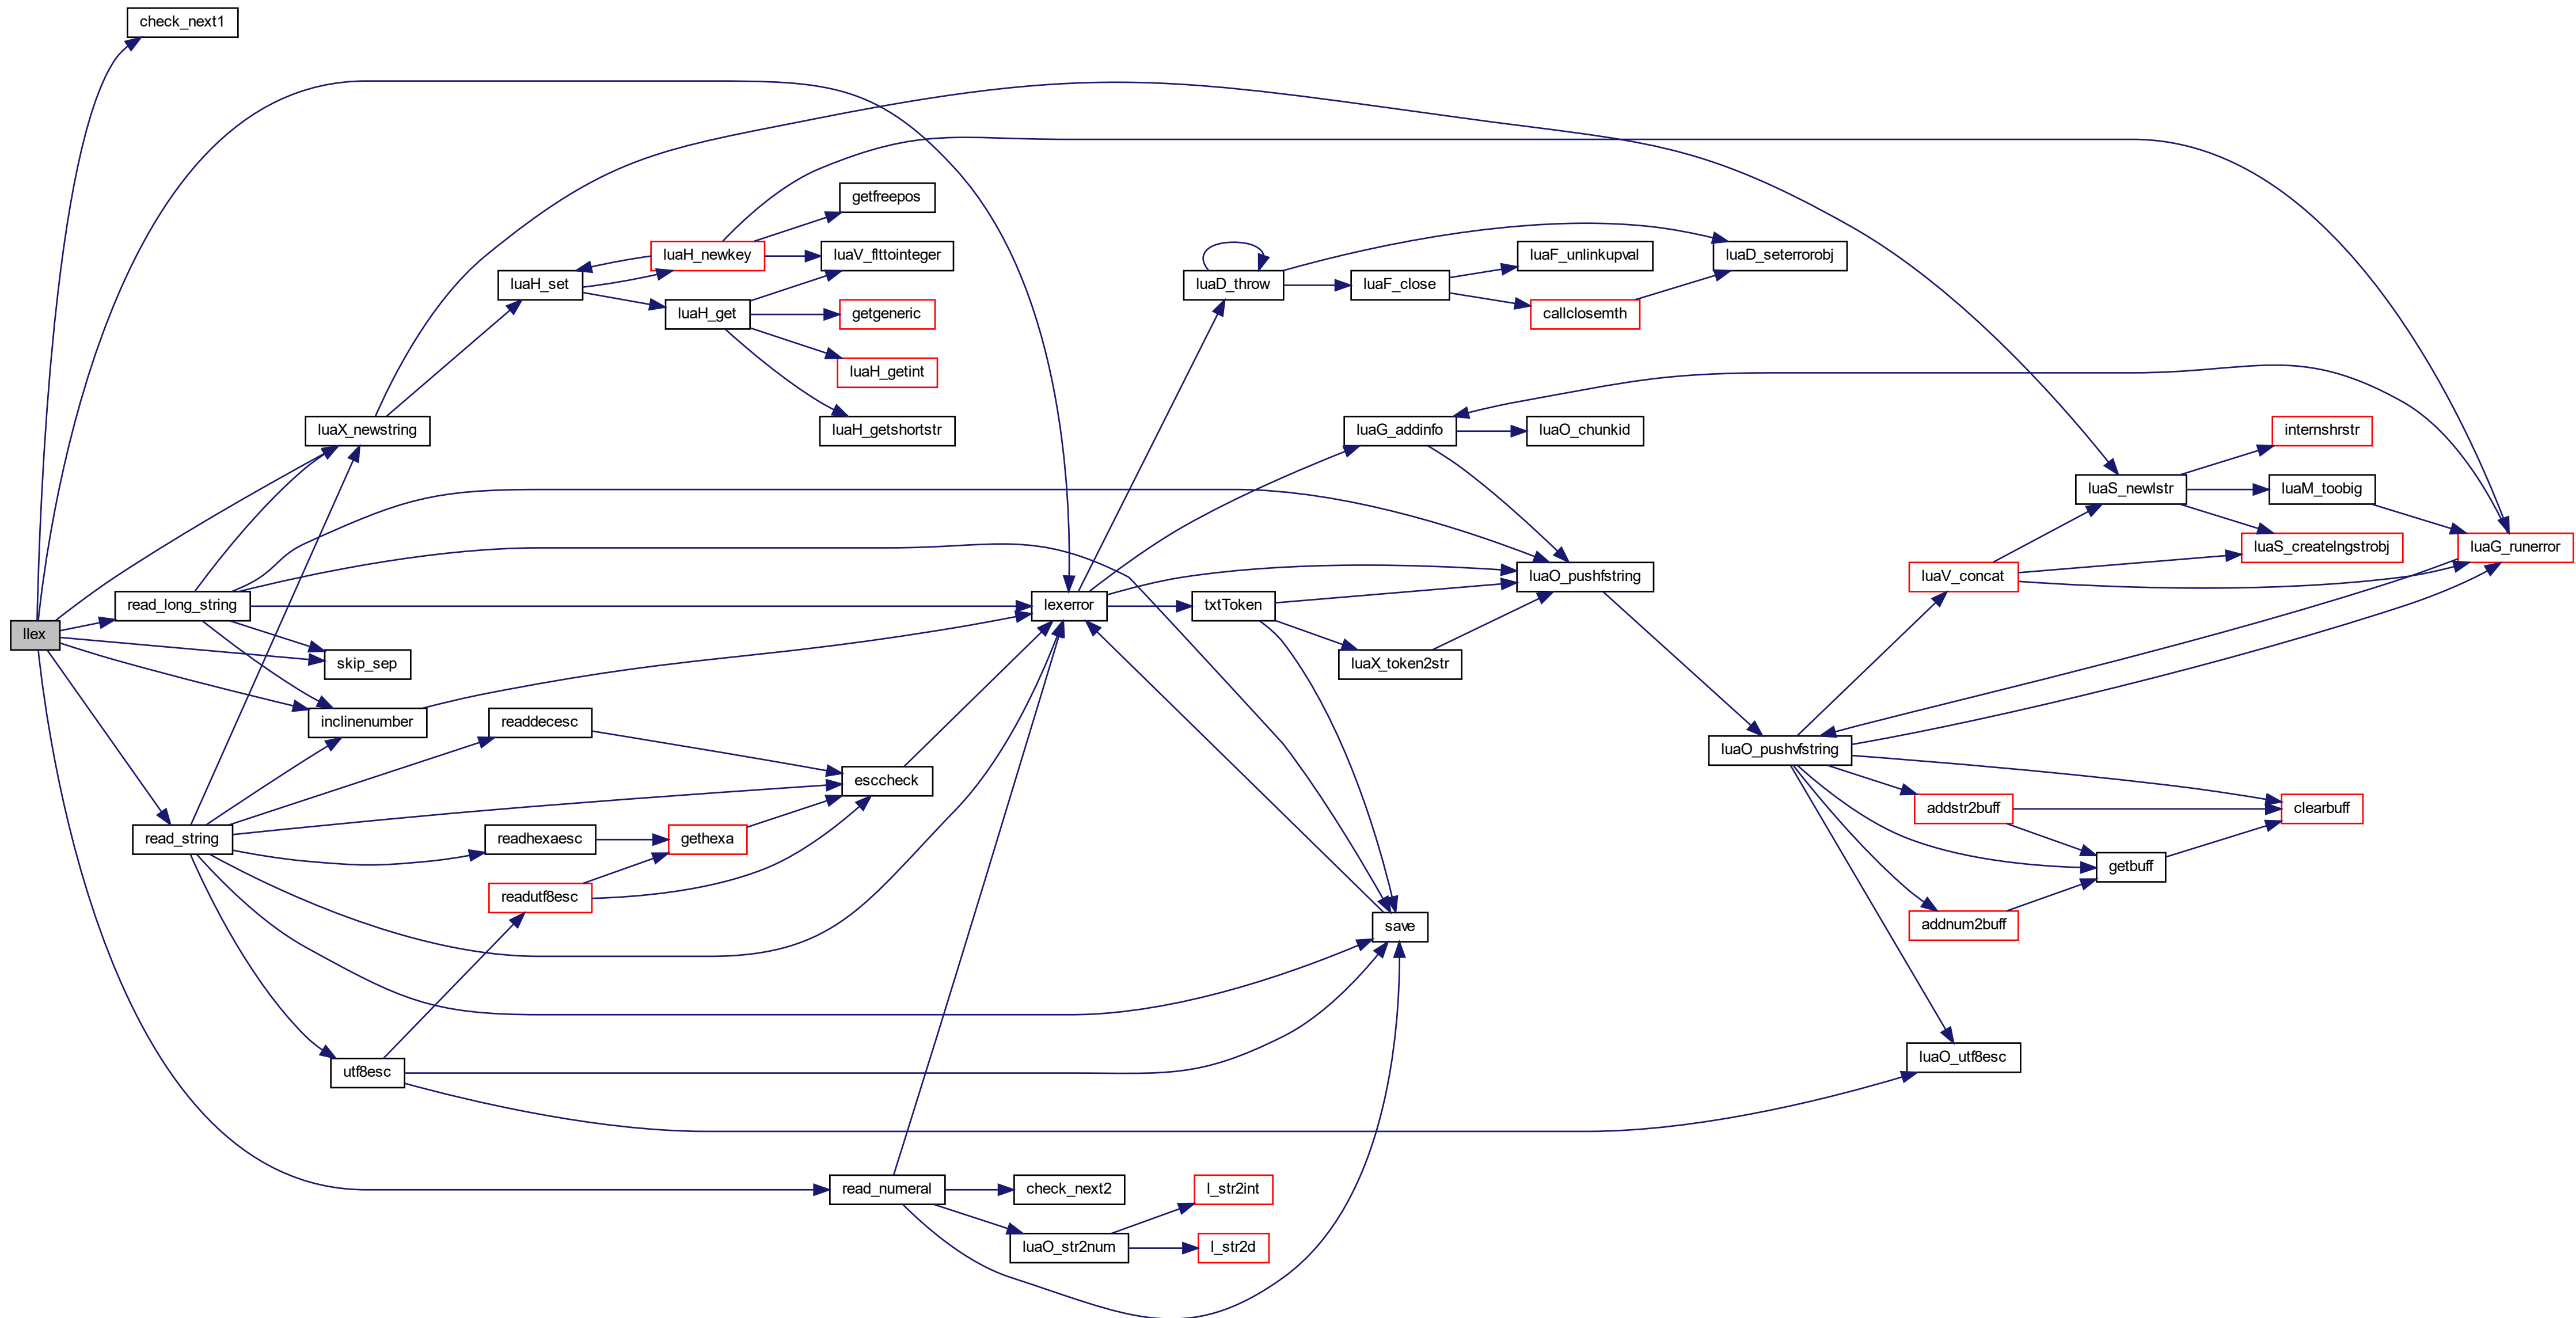 check_next1
getfreepos
luaH_newkey
luaV_flttointeger
luaF_unlinkupval
luaD_seterrorobj
luaH_set
luaD_throw
luaF_close
luaH_get
getgeneric
callclosemth
luaH_getint
luaX_newstring
luaH_getshortstr
luaG_addinfo
luaO_chunkid
internshrstr
luaS_newlstr
luaM_toobig
luaS_createlngstrobj
luaG_runerror
luaV_concat
luaO_pushfstring
read_long_string
lexerror
txtToken
llex
skip_sep
luaX_token2str
inclinenumber
readdecesc
luaO_pushvfstring
esccheck
addstr2buff
clearbuff
read_string
readhexaesc
gethexa
getbuff
readutf8esc
save
addnum2buff
utf8esc
luaO_utf8esc
read_numeral
check_next2
l_str2int
luaO_str2num
l_str2d